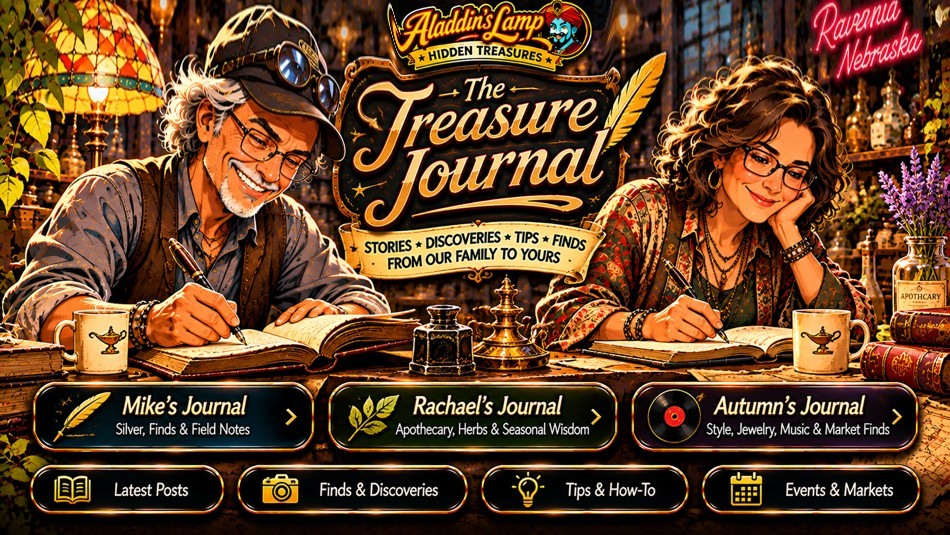 Aladdin's Lamp
★ HIDDEN TREASURES ★
Ravania
Nebraska
The
Treasure
Journal
STORIES ★ DISCOVERIES ★ TIPS ★ FINDS
FROM OUR FAMILY TO YOURS
APOTHECARY
Mike's Journal
Silver, Finds & Field Notes
Rachael's Journal
Apothecary, Herbs & Seasonal Wisdom
Autumn's Journal
Style, Jewelry, Music & Market Finds
Latest Posts
Finds & Discoveries
Tips & How-To
Events & Markets